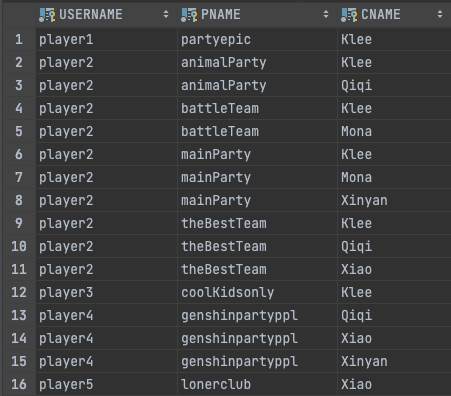 USERNAME PNAME CNAME
1 player1 partyepic Klee
2 player2 animalParty Klee
3 player2 animalParty Qiqi
4 player2 battleTeam Klee
5 player2 battleTeam Mona
6 player2 mainParty Klee
7 player2 mainParty Mona
8 player2 mainParty Xinyan
9 player2 theBestTeam Klee
10 player2 theBestTeam Qiqi
11 player2 theBestTeam Xiao
12 player3 coolKidsonly Klee
13 player4 genshinpartyppl Qiqi
14 player4 genshinpartyppl Xiao
15 player4 genshinpartyppl Xinyan
16 player5 lonerclub Xiao